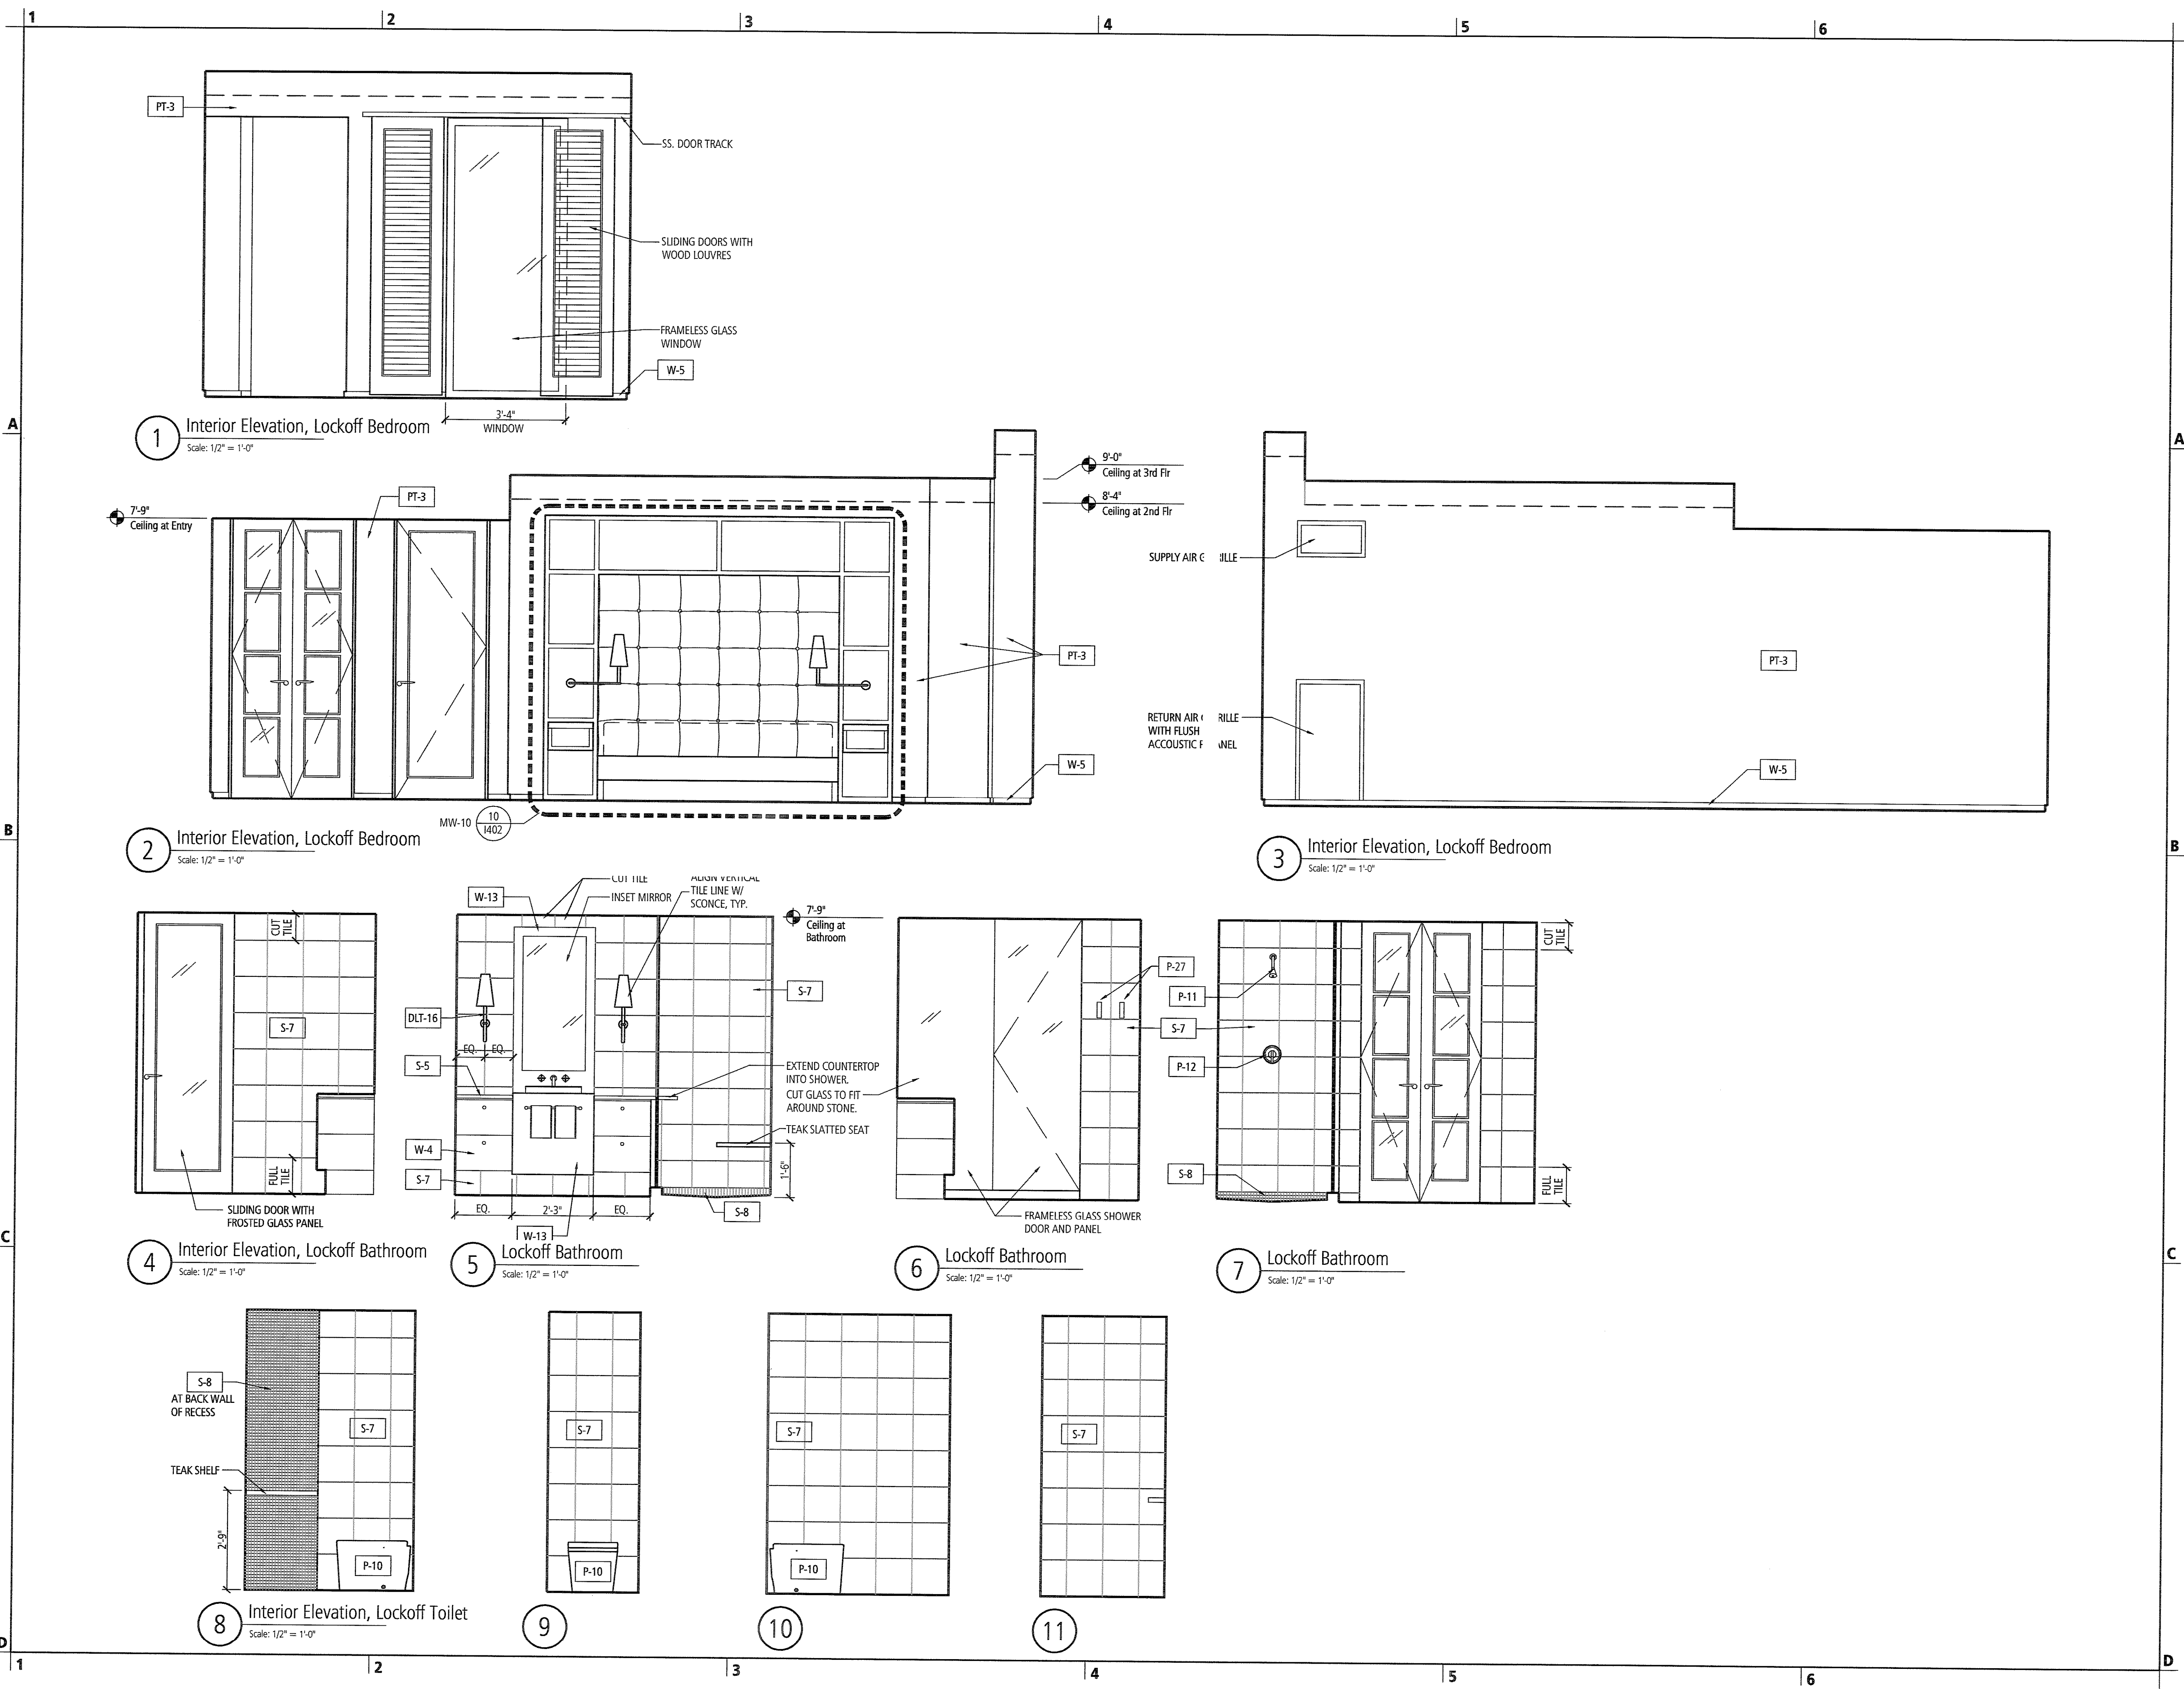 1 2 3 4 5 6
PT-3
SS. DOOR TRACK
SLIDING DOORS WITH
WOOD LOUVRES
FRAMELESS GLASS
WINDOW
W-5
3'-4"
WINDOW
1 Interior Elevation, Lockoff Bedroom
Scale: 1/2" = 1'-0"
A
A
7'-9"
Ceiling at Entry
PT-3
9'-0"
Ceiling at 3rd Flr
8'-4"
Ceiling at 2nd Flr
PT-3
W-5
MW-10
10
I402
2 Interior Elevation, Lockoff Bedroom
Scale: 1/2" = 1'-0"
SUPPLY AIR G RILLE
PT-3
RETURN AIR RILLE
WITH FLUSH
ACCOUSTIC P ANEL
W-5
3 Interior Elevation, Lockoff Bedroom
Scale: 1/2" = 1'-0"
B
B
CUT
TILE
S-7
FULL
TILE
SLIDING DOOR WITH
FROSTED GLASS PANEL
4 Interior Elevation, Lockoff Bathroom
Scale: 1/2" = 1'-0"
W-13
CUT TILE
INSET MIRROR
ALIGN VERTICAL
TILE LINE W/
SCONCE, TYP.
7'-9"
Ceiling at
Bathroom
S-7
DLT-16
EQ. EQ.
S-5
EXTEND COUNTERTOP
INTO SHOWER.
CUT GLASS TO FIT
AROUND STONE.
TEAK SLATTED SEAT
W-4
S-7
1'-6"
S-8
EQ. 2'-3" EQ.
W-13
5 Lockoff Bathroom
Scale: 1/2" = 1'-0"
P-27
S-7
FRAMELESS GLASS SHOWER
DOOR AND PANEL
6 Lockoff Bathroom
Scale: 1/2" = 1'-0"
P-11
P-12
S-8
CUT
TILE
FULL
TILE
7 Lockoff Bathroom
Scale: 1/2" = 1'-0"
C
C
S-8
AT BACK WALL
OF RECESS
S-7
TEAK SHELF
2'-9"
P-10
8 Interior Elevation, Lockoff Toilet
Scale: 1/2" = 1'-0"
S-7
P-10
9
S-7
P-10
10
S-7
11
D
D
1 2 3 4 5 6